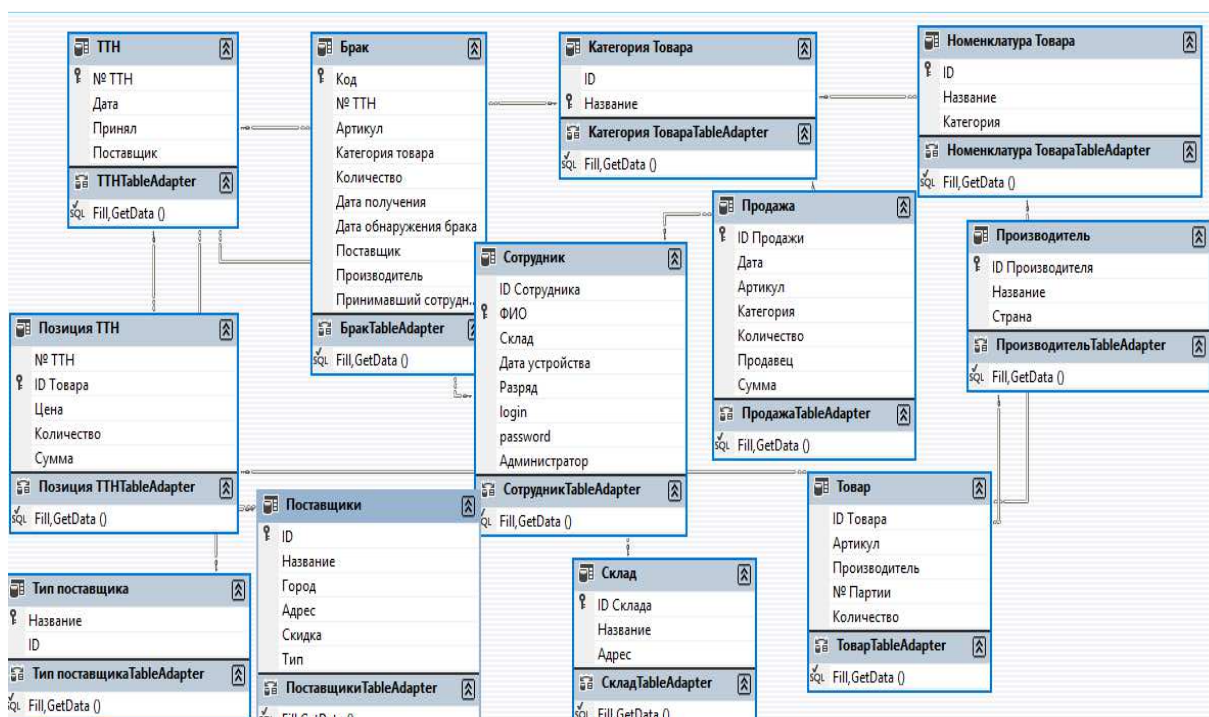 ТТН
№ ТТН
Дата
Принял
Поставщик
ТТНTableAdapter
Fill,GetData ()
Брак
Код
№ ТТН
Артикул
Категория товара
Количество
Дата получения
Дата обнаружения брака
Поставщик
Производитель
Принимавший сотрудн...
БракTableAdapter
Fill,GetData ()
Категория Товара
ID
Название
Категория ТовараTableAdapter
Fill,GetData ()
Номенклатура Товара
ID
Название
Категория
Номенклатура ТовараTableAdapter
Fill,GetData ()
Сотрудник
ID Сотрудника
ФИО
Склад
Дата устройства
Разряд
login
password
Администратор
СотрудникTableAdapter
Fill,GetData ()
Продажа
ID Продажи
Дата
Артикул
Категория
Количество
Продавец
Сумма
ПродажаTableAdapter
Fill,GetData ()
Производитель
ID Производителя
Название
Страна
ПроизводительTableAdapter
Fill,GetData ()
Позиция ТТН
№ ТТН
ID Товара
Цена
Количество
Сумма
Позиция ТТНTableAdapter
Fill,GetData ()
Поставщики
ID
Название
Город
Адрес
Скидка
Тип
ПоставщикиTableAdapter
Fill,GetData ()
Товар
ID Товара
Артикул
Производитель
№ Партии
Количество
ТоварTableAdapter
Fill,GetData ()
Тип поставщика
Название
ID
Тип поставщикаTableAdapter
Fill,GetData ()
Склад
ID Склада
Название
Адрес
СкладTableAdapter
Fill,GetData ()